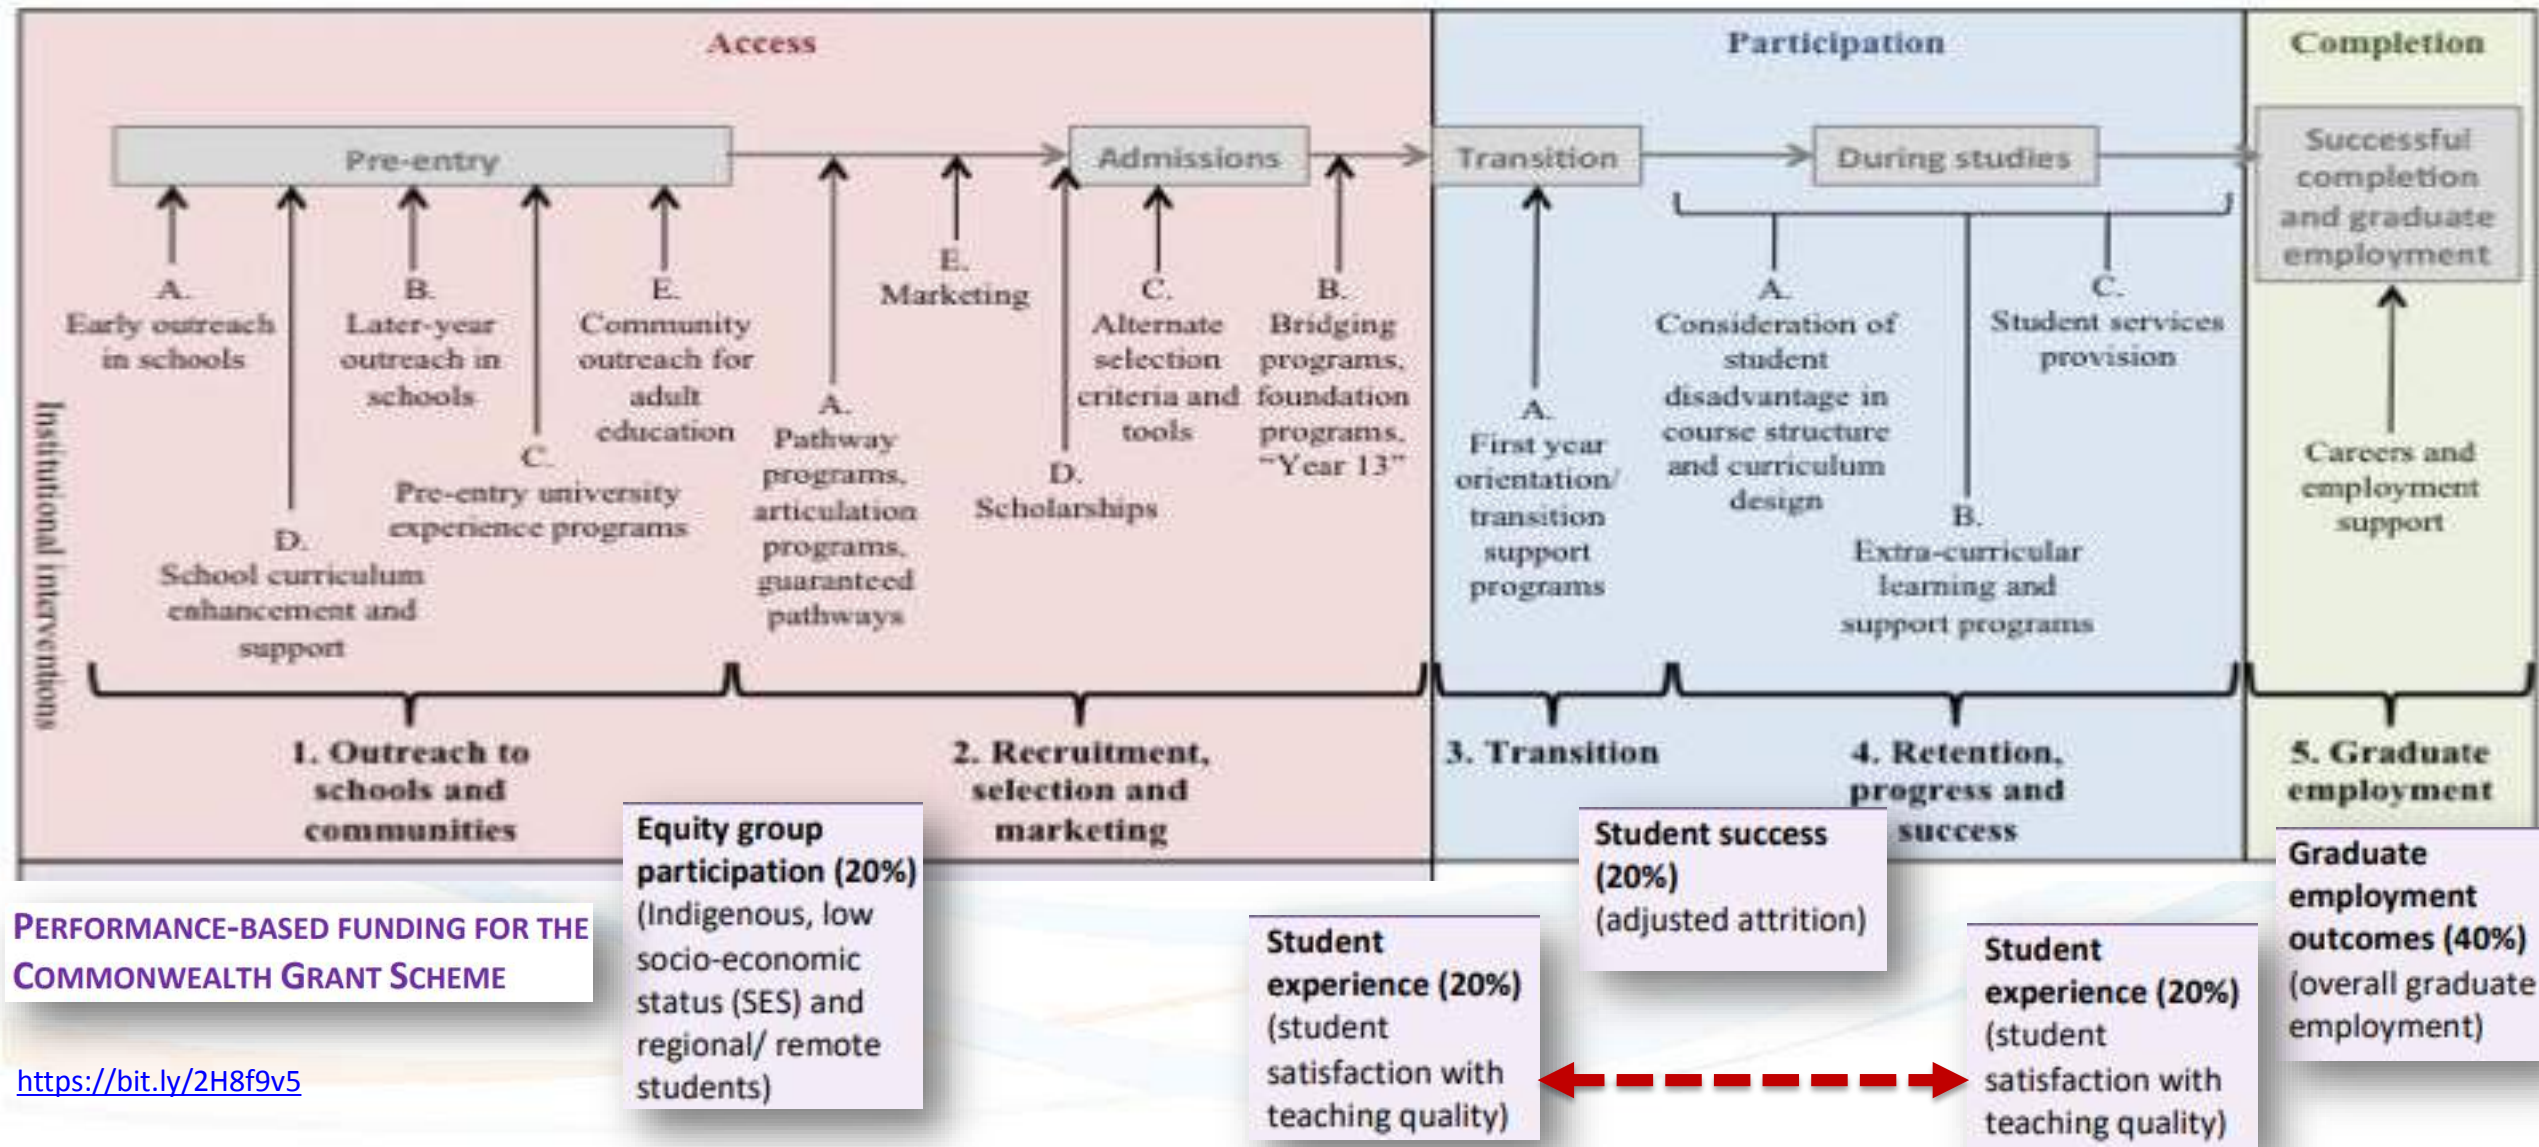 Access
Participation
Completion
Pre-entry
Admissions
Transition
During studies
Successful
completion
and graduate
employment
Institutional interventions
A.
Early outreach
in schools
D.
School curriculum
enhancement and
support
B.
Later-year
outreach in
schools
C.
Pre-entry university
experience programs
E.
Community
outreach for
adult
education
A.
Pathway
programs,
articulation
programs,
guaranteed
pathways
E.
Marketing
D.
Scholarships
C.
Alternate
selection
criteria and
tools
B.
Bridging
programs,
foundation
programs,
"Year 13"
A.
First year
orientation/
transition
support
programs
A.
Consideration of
student
disadvantage in
course structure
and curriculum
design
B.
Extra-curricular
learning and
support programs
C.
Student services
provision
Careers and
employment
support
1. Outreach to
schools and
communities
2. Recruitment,
selection and
marketing
3. Transition
4. Retention,
progress and
success
5. Graduate
employment
PERFORMANCE-BASED FUNDING FOR THE
COMMONWEALTH GRANT SCHEME
https://bit.ly/2H8f9v5
Equity group
participation (20%)
(Indigenous, low
socio-economic
status (SES) and
regional/ remote
students)
Student
experience (20%)
(student
satisfaction with
teaching quality)
Student success
(20%)
(adjusted attrition)
Student
experience (20%)
(student
satisfaction with
teaching quality)
Graduate
employment
outcomes (40%)
(overall graduate
employment)